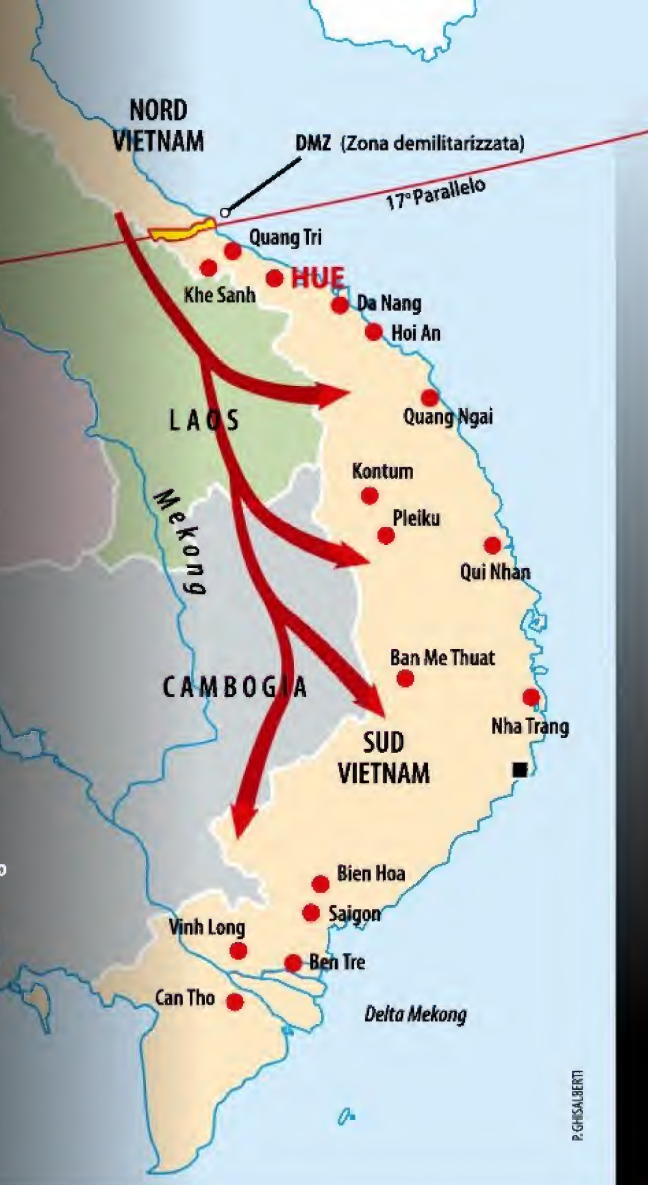 NORD
VIETNAM
DMZ (Zona demilitarizzata)
17° Parallelo
Quang Tri
Khe Sanh
HUE
Da Nang
Hoi An
LAOS
Quang Ngai
Kontum
Mekong
Pleiku
Qui Nhan
Ban Me Thuat
CAMBOGIA
Nha Trang
SUD
VIETNAM
Bien Hoa
Saigon
Vinh Long
Ben Tre
Can Tho
Delta Mekong
P. GHISALBERTI